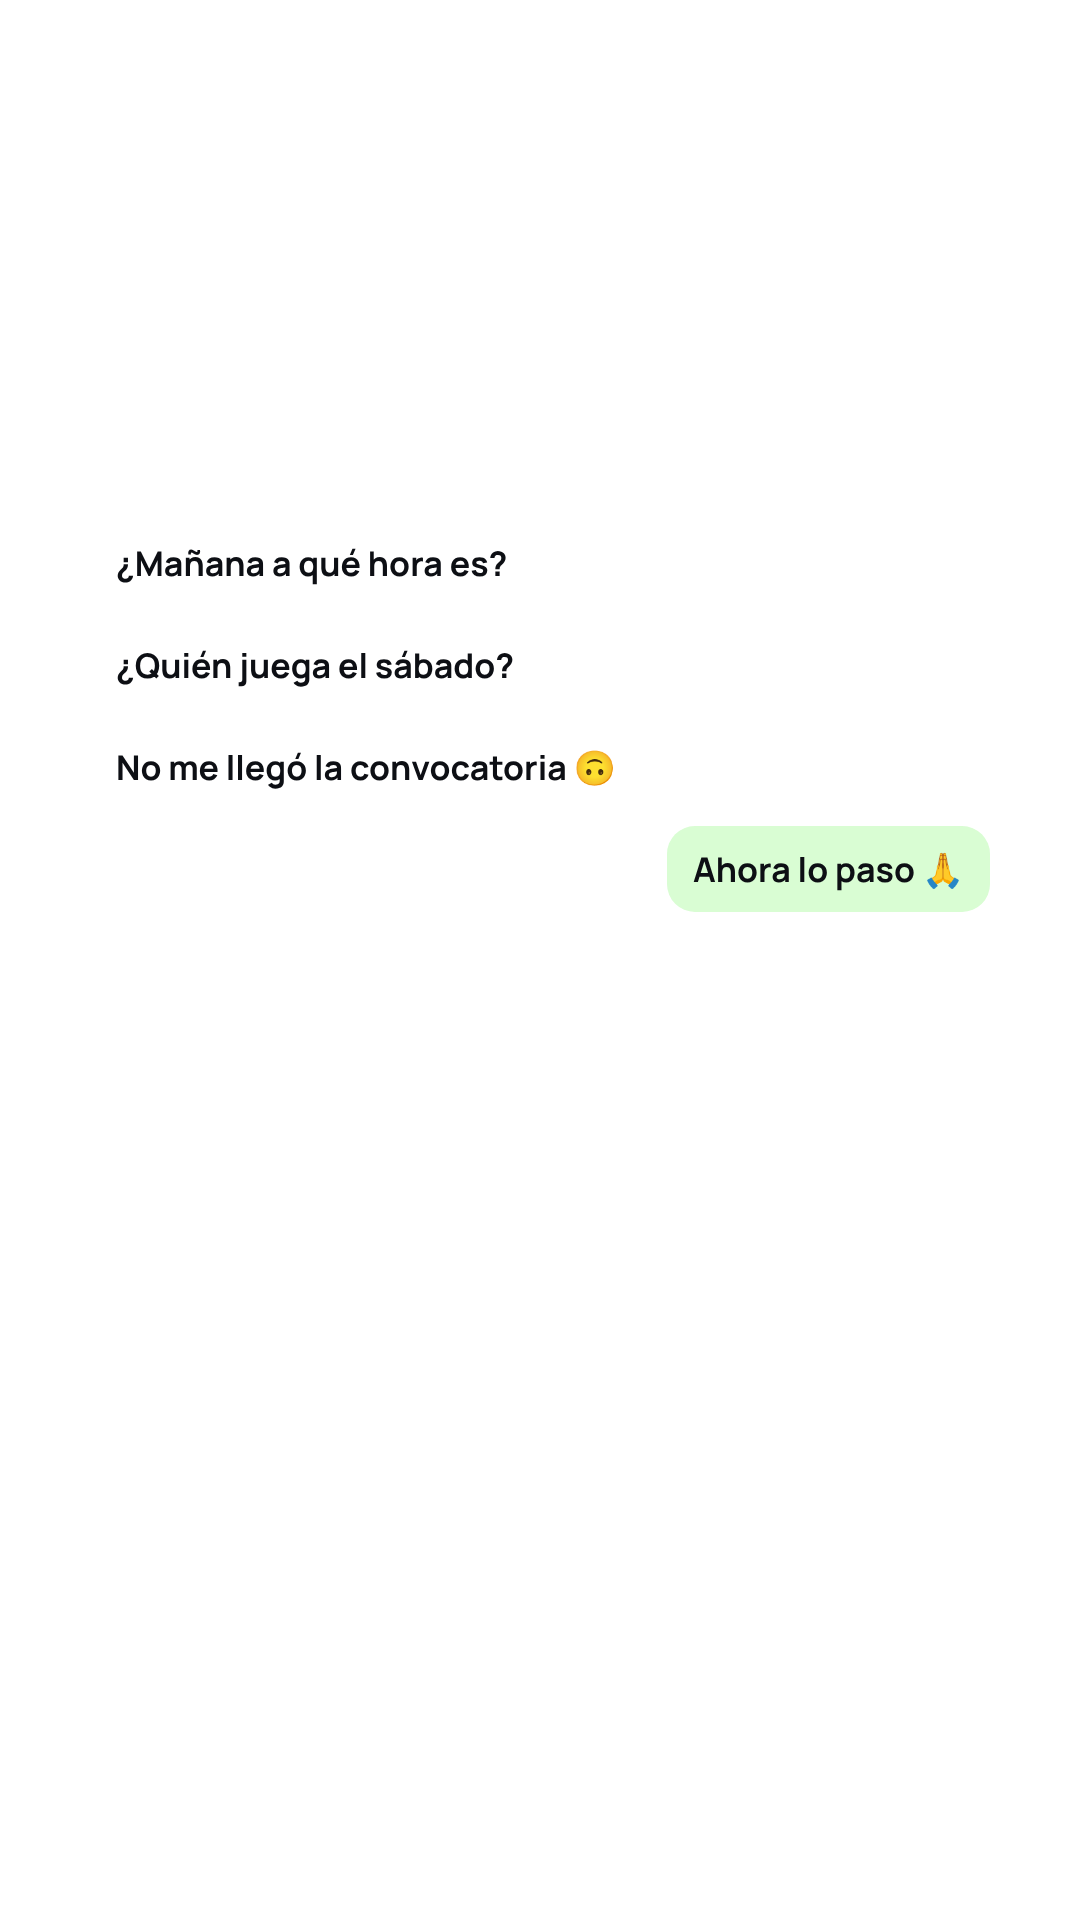 ¿Mañana a qué hora es?
¿Quién juega el sábado?
No me llegó la convocatoria 🙃
Ahora lo paso 🙏